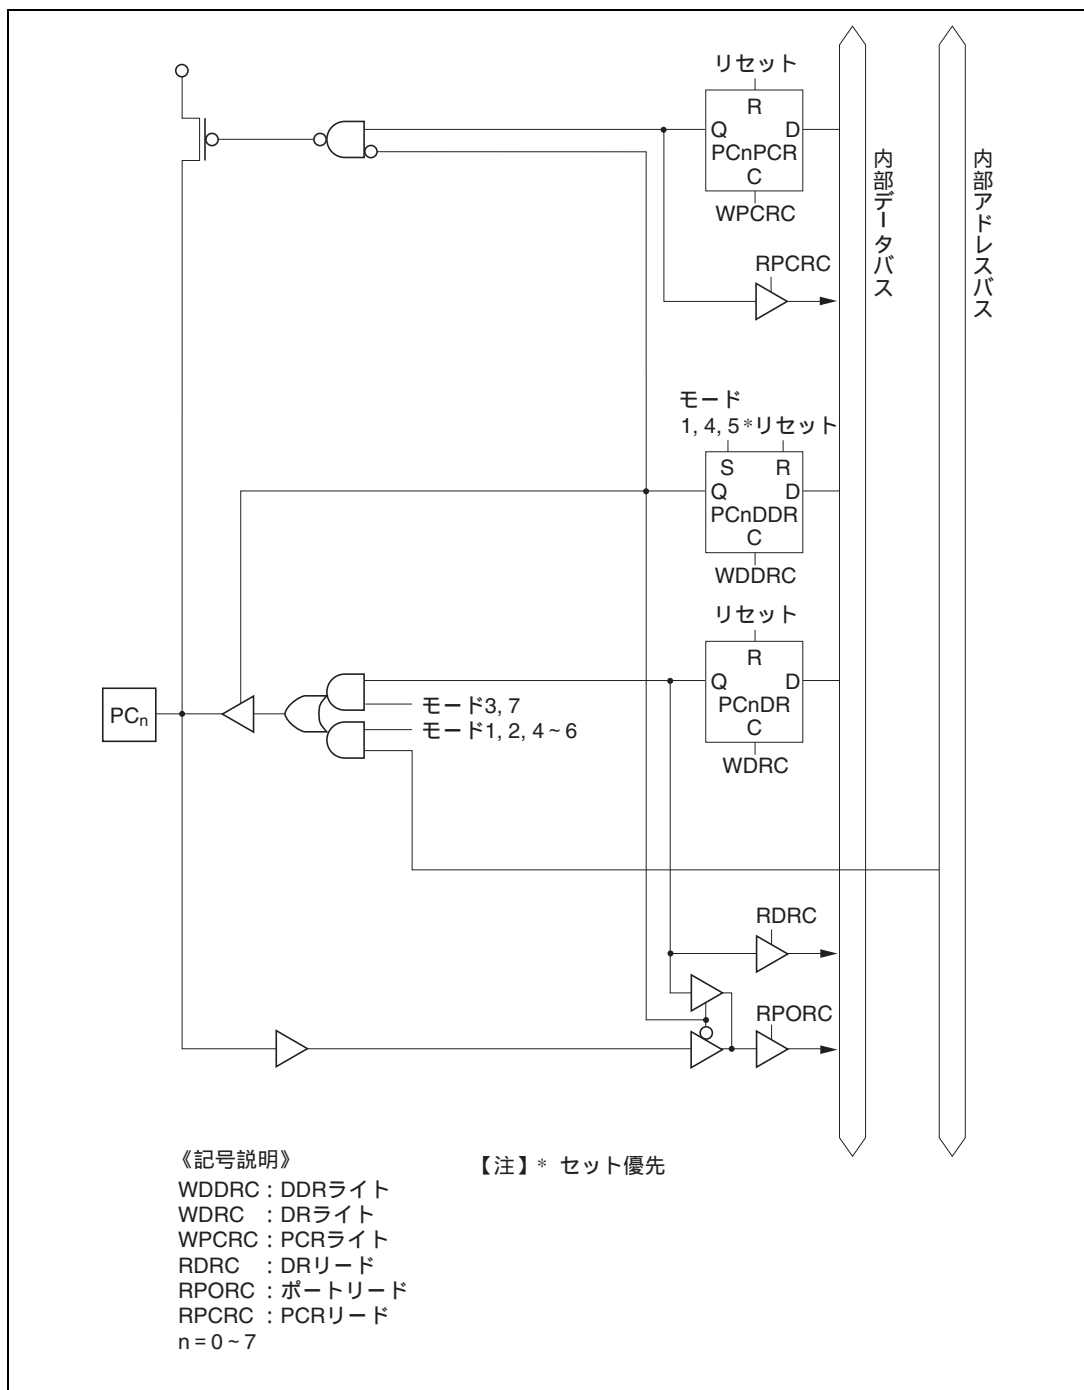 リセット
R
Q D
PCnPCR
C
WPCRC
RPCRC
内部データバス
内部アドレスバス
モード
1, 4, 5*リセット
S R
Q D
PCnDDR
C
WDDRC
リセット
R
Q D
PCnDR
C
WDRC
PCn
モード3, 7
モード1, 2, 4~6
RDRC
RPORC
《記号説明》
【注】* セット優先
WDDRC : DDRライト
WDRC : DRライト
WPCRC : PCRライト
RDRC : DRリード
RPORC : ポートリード
RPCRC : PCRリード
n = 0 ~ 7